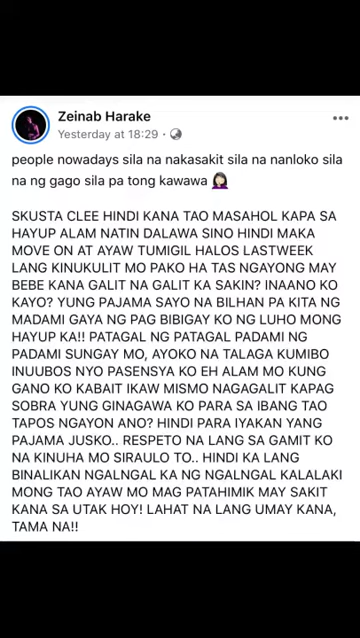 Zeinab Harake
Yesterday at 18:29 ·
people nowadays sila na nakasakit sila na nanloko sila
na ng gago sila pa tong kawawa 🤦🏻‍♀️
SKUSTA CLEE HINDI KANA TAO MASAHOL KAPA SA
HAYUP ALAM NATIN DALAWA SINO HINDI MAKA
MOVE ON AT AYAW TUMIGIL HALOS LASTWEEK
LANG KINUKULIT MO PAKO HA TAS NGAYONG MAY
BEBE KANA GALIT NA GALIT KA SAKIN? INAANO KO
KAYO? YUNG PAJAMA SAYO NA BILHAN PA KITA NG
MADAMI GAYA NG PAG BIBIGAY KO NG LUHO MONG
HAYUP KA!! PATAGAL NG PATAGAL PADAMI NG
PADAMI SUNGAY MO, AYOKO NA TALAGA KUMIBO
INUUBOS NYO PASENSYA KO EH ALAM MO KUNG
GANO KO KABAIT IKAW MISMO NAGAGALIT KAPAG
SOBRA YUNG GINAGAWA KO PARA SA IBANG TAO
TAPOS NGAYON ANO? HINDI PARA IYAKAN YANG
PAJAMA JUSKO.. RESPETO NA LANG SA GAMIT KO
NA KINUHA MO SIRAULO TO.. HINDI KA LANG
BINALIKAN NGALNGAL KA NG NGALNGAL KALALAKI
MONG TAO AYAW MO MAG PATAHIMIK MAY SAKIT
KANA SA UTAK HOY! LAHAT NA LANG UMAY KANA,
TAMA NA!!